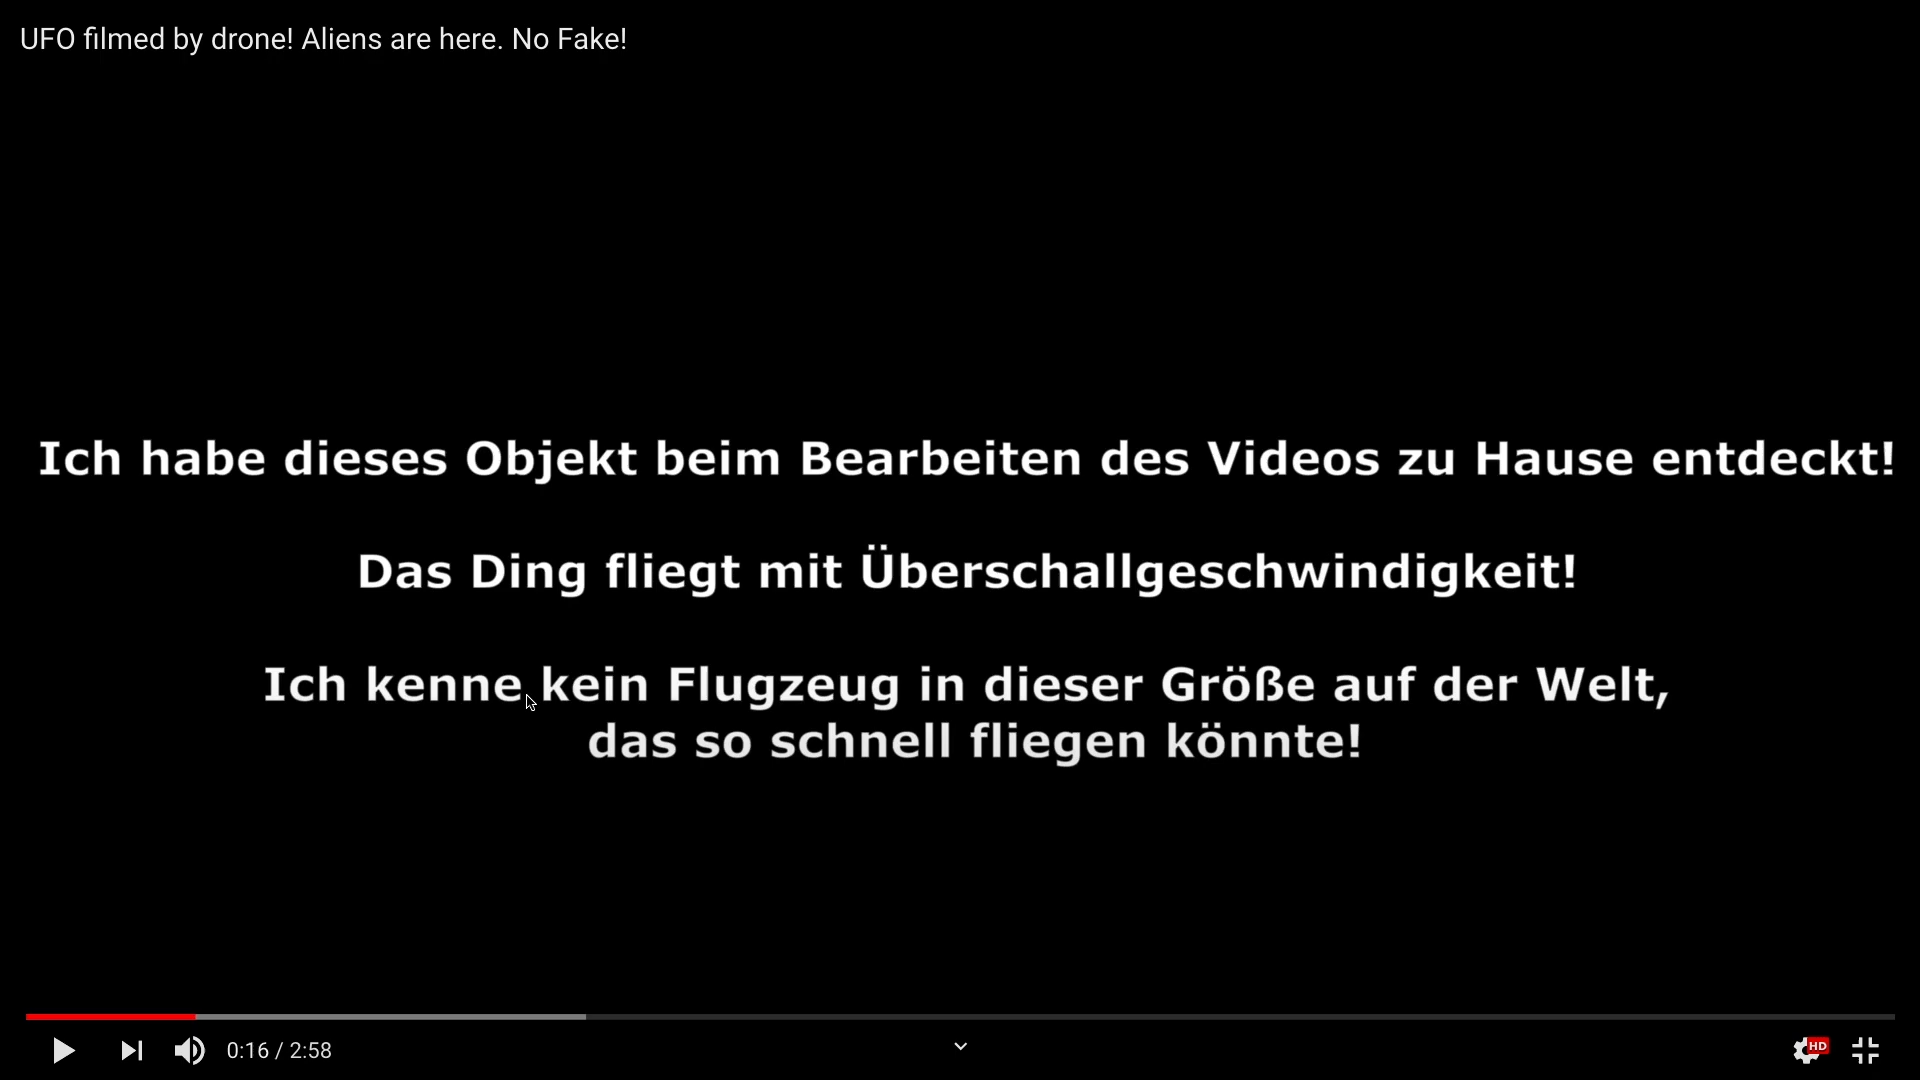 UFO filmed by drone! Aliens are here. No Fake!
Ich habe dieses Objekt beim Bearbeiten des Videos zu Hause entdeckt!
Das Ding fliegt mit Überschallgeschwindigkeit!
Ich kenne kein Flugzeug in dieser Größe auf der Welt,
das so schnell fliegen könnte!
0:16 / 2:58
HD